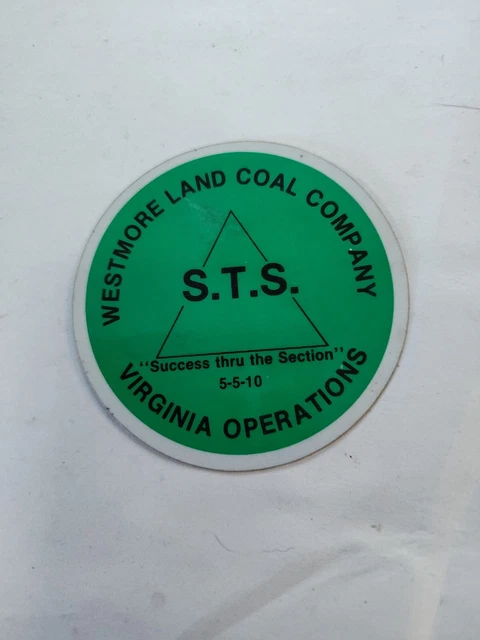 WESTMORE LAND COAL COMPANY
S.T.S.
"Success thru the Section"
5-5-10
VIRGINIA OPERATIONS